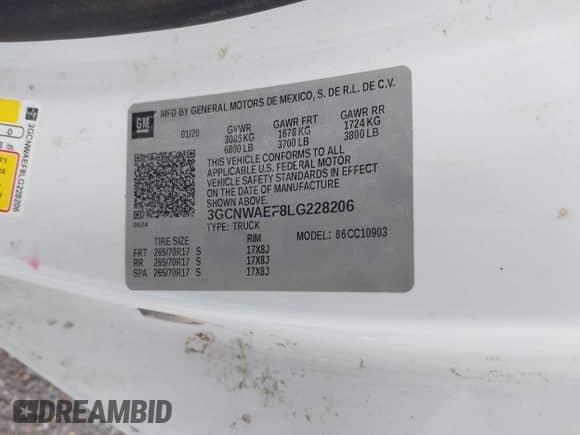 GM
MFD BY GENERAL MOTORS DE MEXICO, S. DE R.L. DE C.V.
01/20 GVWR GAWR FRT GAWR RR
3085 KG 1678 KG 1724 KG
6800 LB 3700 LB 3800 LB
THIS VEHICLE CONFORMS TO ALL
APPLICABLE U.S. FEDERAL MOTOR
VEHICLE SAFETY STANDARDS IN EFFECT
ON THE DATE OF MANUFACTURE
SHOWN ABOVE.
3GCNWAEF8LG228206
TYPE: TRUCK MODEL: 86CC10903
0624
TIRE SIZE RIM
FRT 265/70R17 S 17X8J
RR 265/70R17 S 17X8J
SPA 265/70R17 S 17X8J
3GCNWAEF8LG228206
DREAMBID